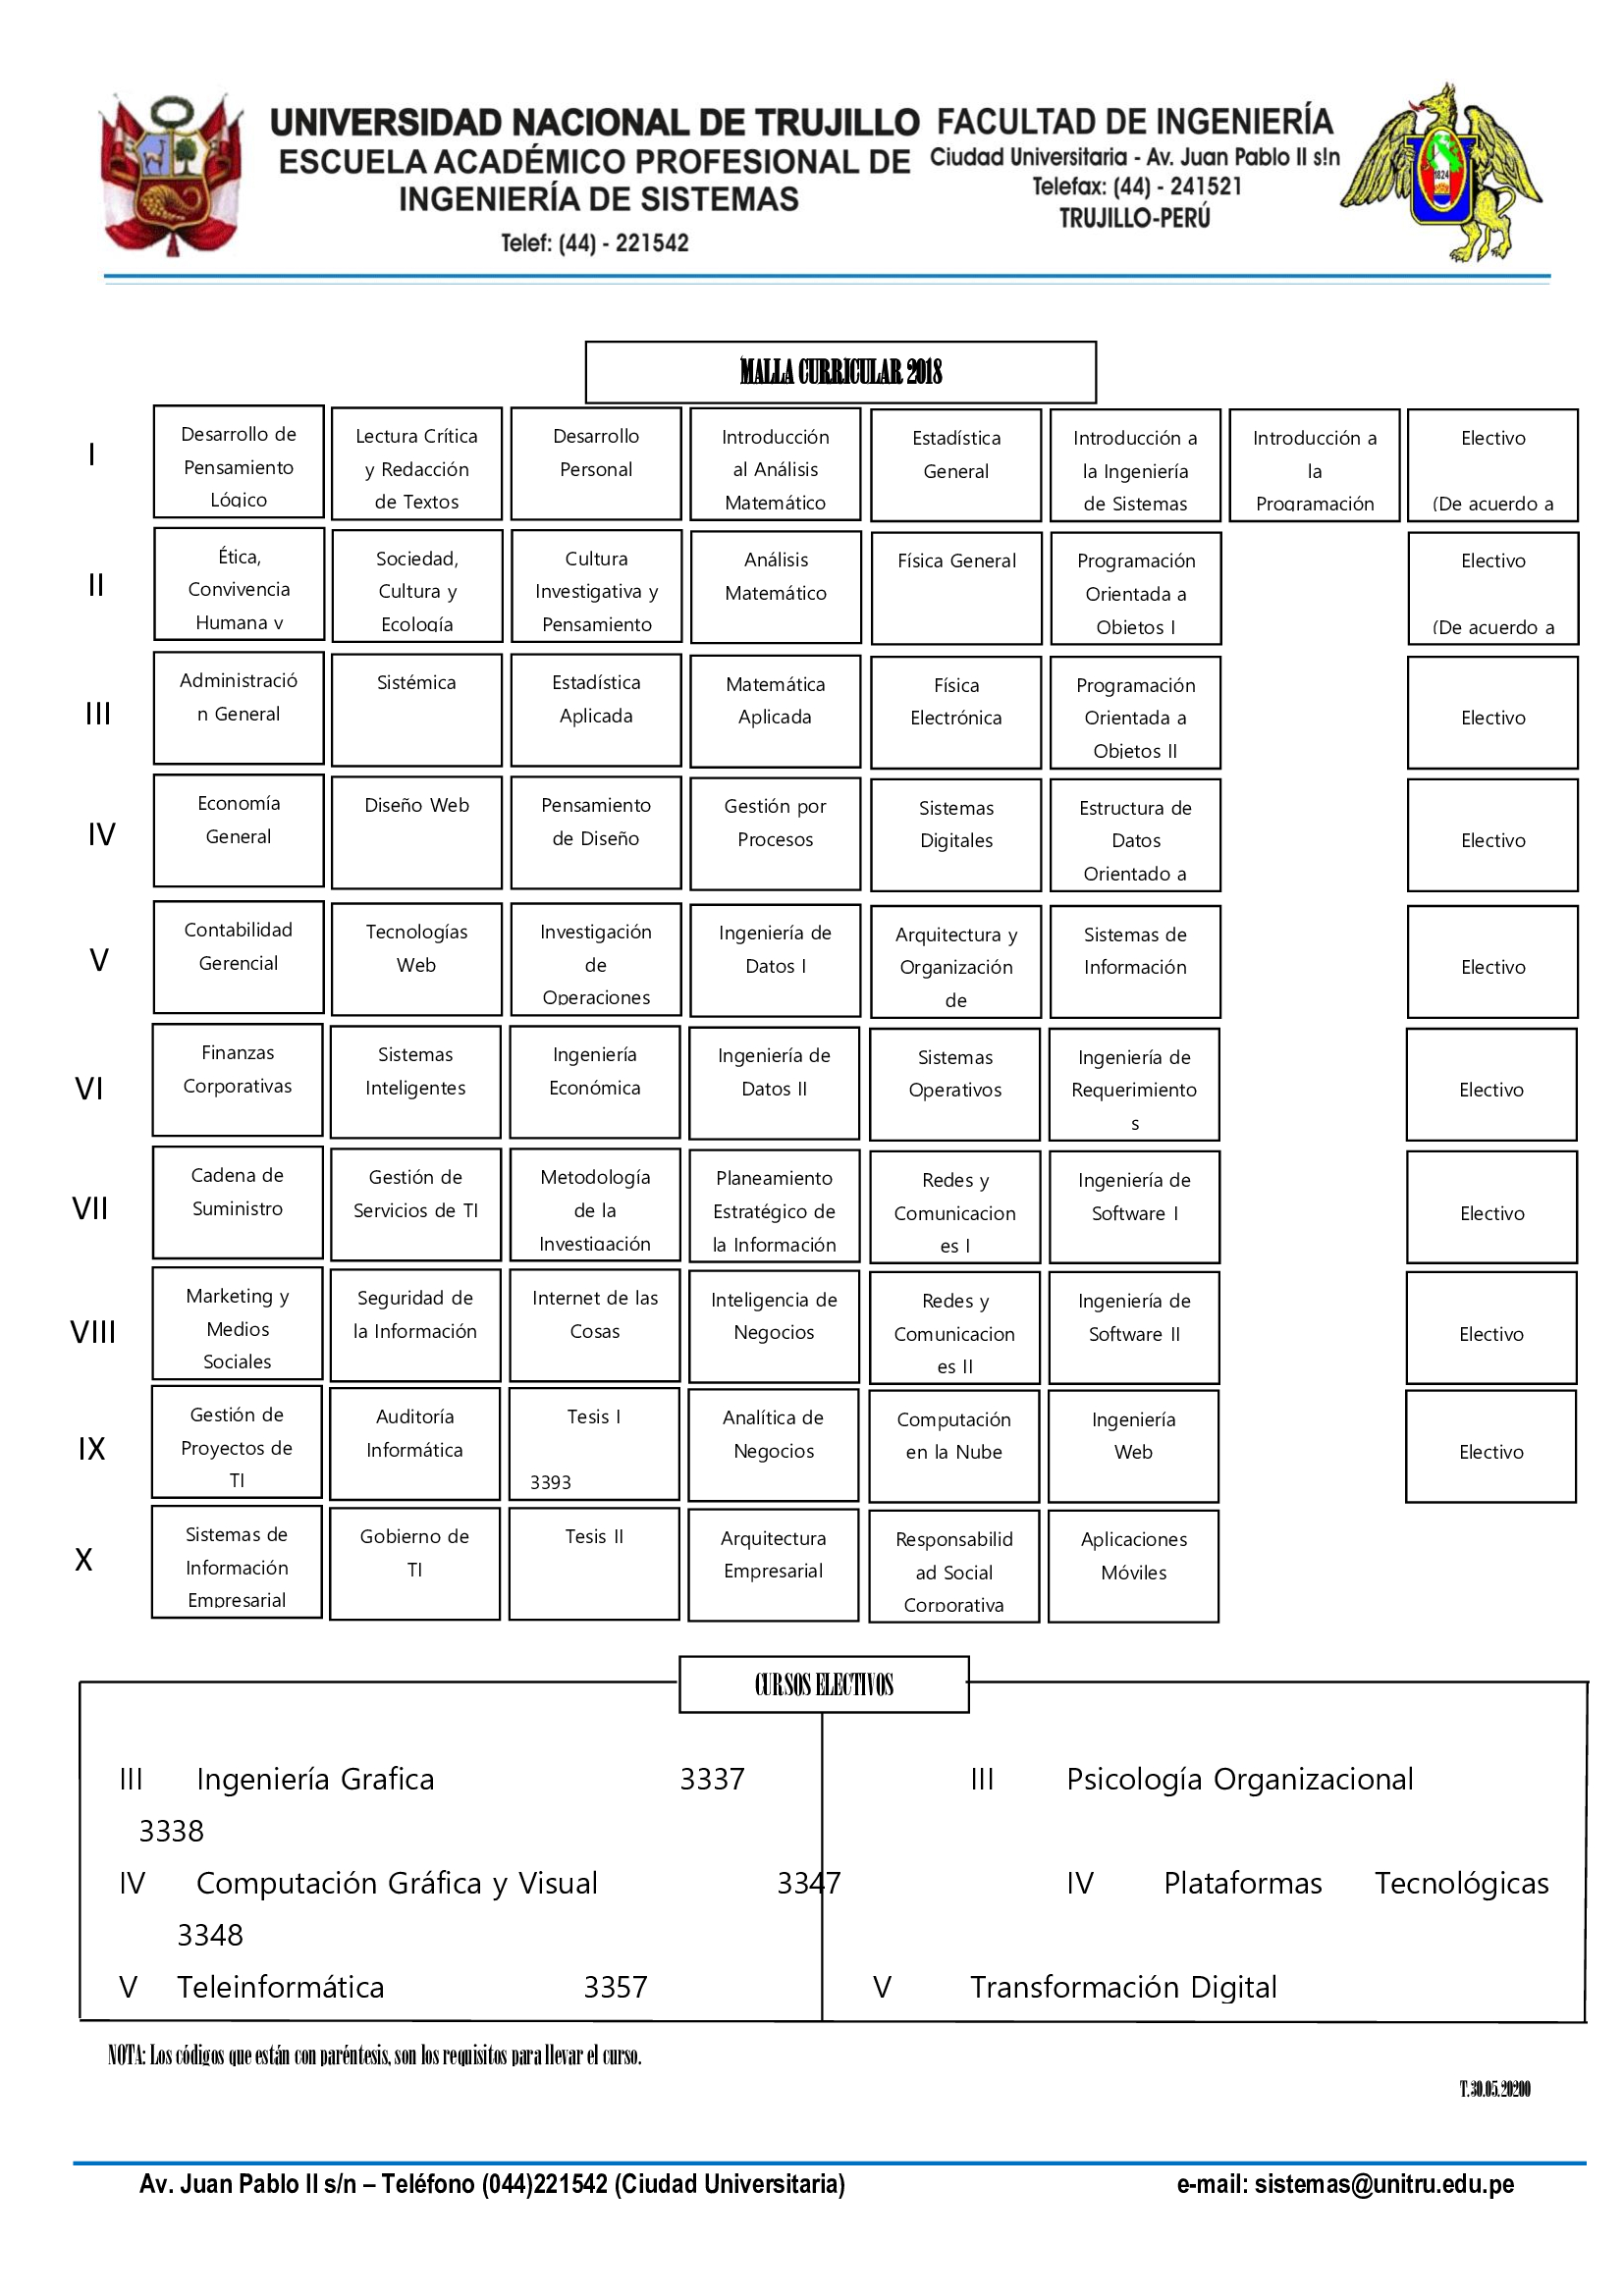 UNIVERSIDAD NACIONAL DE TRUJILLO
ESCUELA ACADÉMICO PROFESIONAL DE
INGENIERÍA DE SISTEMAS
Telef: (44) - 221542
FACULTAD DE INGENIERÍA
Ciudad Universitaria - Av. Juan Pablo II s!n
Telefax: (44) - 241521
TRUJILLO-PERÚ
1824
MALLA CURRICULAR 2018
I
Desarrollo de
Pensamiento
Lógico
Lectura Crítica
y Redacción
de Textos
Desarrollo
Personal
Introducción
al Análisis
Matemático
Estadística
General
Introducción a
la Ingeniería
de Sistemas
Introducción a
la
Programación
Electivo
(De acuerdo a
II
Ética,
Convivencia
Humana y
Sociedad,
Cultura y
Ecología
Cultura
Investigativa y
Pensamiento
Análisis
Matemático
Física General
Programación
Orientada a
Objetos I
Electivo
(De acuerdo a
III
Administració
n General
Sistémica
Estadística
Aplicada
Matemática
Aplicada
Física
Electrónica
Programación
Orientada a
Objetos II
Electivo
IV
Economía
General
Diseño Web
Pensamiento
de Diseño
Gestión por
Procesos
Sistemas
Digitales
Estructura de
Datos
Orientado a
Electivo
V
Contabilidad
Gerencial
Tecnologías
Web
Investigación
de
Operaciones
Ingeniería de
Datos I
Arquitectura y
Organización
de
Sistemas de
Información
Electivo
VI
Finanzas
Corporativas
Sistemas
Inteligentes
Ingeniería
Económica
Ingeniería de
Datos II
Sistemas
Operativos
Ingeniería de
Requerimiento
s
Electivo
VII
Cadena de
Suministro
Gestión de
Servicios de TI
Metodología
de la
Investigación
Planeamiento
Estratégico de
la Información
Redes y
Comunicacion
es I
Ingeniería de
Software I
Electivo
VIII
Marketing y
Medios
Sociales
Seguridad de
la Información
Internet de las
Cosas
Inteligencia de
Negocios
Redes y
Comunicacion
es II
Ingeniería de
Software II
Electivo
IX
Gestión de
Proyectos de
TI
Auditoría
Informática
Tesis I
3393
Analítica de
Negocios
Computación
en la Nube
Ingeniería
Web
Electivo
X
Sistemas de
Información
Empresarial
Gobierno de
TI
Tesis II
Arquitectura
Empresarial
Responsabilid
ad Social
Corporativa
Aplicaciones
Móviles
CURSOS ELECTIVOS
III Ingeniería Grafica 3337 III Psicología Organizacional
3338
IV Computación Gráfica y Visual 3347 IV Plataformas Tecnológicas
3348
V Teleinformática 3357 V Transformación Digital
NOTA: Los códigos que están con paréntesis, son los requisitos para llevar el curso.
T.30.05.20200
Av. Juan Pablo II s/n – Teléfono (044)221542 (Ciudad Universitaria) e-mail: sistemas@unitru.edu.pe